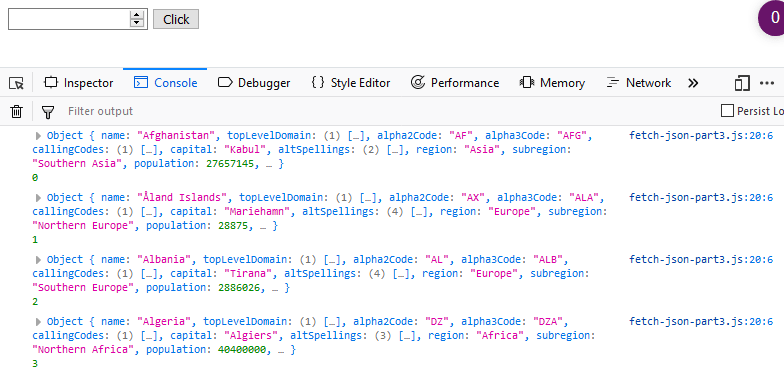 Click
0
Inspector Console Debugger {} Style Editor Performance Memory Network » •••
Filter output Persist Lo
Object { name: "Afghanistan", topLevelDomain: (1) […], alpha2Code: "AF", alpha3Code: "AFG", fetch-json-part3.js:20:6
callingCodes: (1) […], capital: "Kabul", altSpellings: (2) […], region: "Asia", subregion:
"Southern Asia", population: 27657145, … }
0
Object { name: "Åland Islands", topLevelDomain: (1) […], alpha2Code: "AX", alpha3Code: "ALA", fetch-json-part3.js:20:6
callingCodes: (1) […], capital: "Mariehamn", altSpellings: (4) […], region: "Europe", subregion:
"Northern Europe", population: 28875, … }
1
Object { name: "Albania", topLevelDomain: (1) […], alpha2Code: "AL", alpha3Code: "ALB", fetch-json-part3.js:20:6
callingCodes: (1) […], capital: "Tirana", altSpellings: (4) […], region: "Europe", subregion:
"Southern Europe", population: 2886026, … }
2
Object { name: "Algeria", topLevelDomain: (1) […], alpha2Code: "DZ", alpha3Code: "DZA", fetch-json-part3.js:20:6
callingCodes: (1) […], capital: "Algiers", altSpellings: (3) […], region: "Africa", subregion:
"Northern Africa", population: 40400000, … }
3